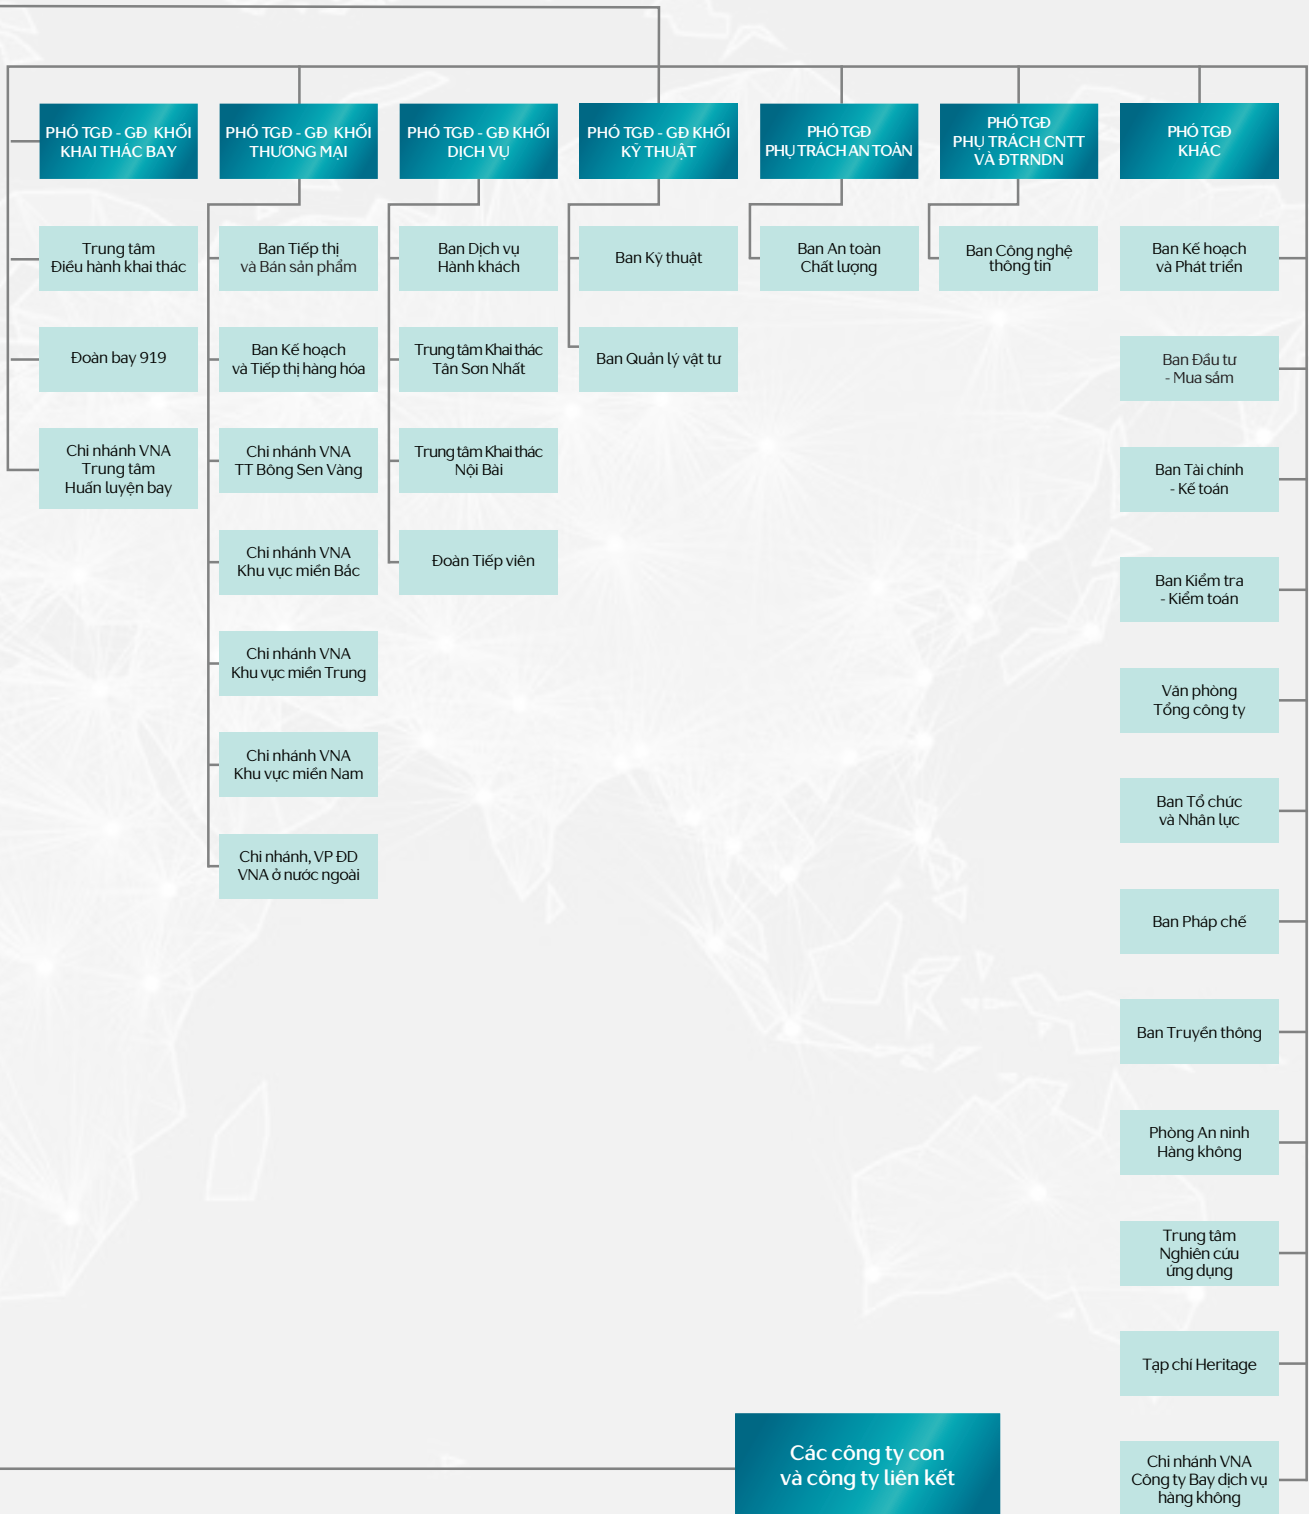 PHÓ TGĐ - GĐ KHỐI
KHAI THÁC BAY
PHÓ TGĐ - GĐ KHỐI
THƯƠNG MẠI
PHÓ TGĐ - GĐ KHỐI
DỊCH VỤ
PHÓ TGĐ - GĐ KHỐI
KỸ THUẬT
PHÓ TGĐ
PHỤ TRÁCH AN TOÀN
PHÓ TGĐ
PHỤ TRÁCH CNTT
VÀ ĐTRNDN
PHÓ TGĐ
KHÁC
Trung tâm
Điều hành khai thác
Đoàn bay 919
Chi nhánh VNA
Trung tâm
Huấn luyện bay
Ban Tiếp thị
và Bán sản phẩm
Ban Kế hoạch
và Tiếp thị hàng hóa
Chi nhánh VNA
TT Bông Sen Vàng
Chi nhánh VNA
Khu vực miền Bắc
Chi nhánh VNA
Khu vực miền Trung
Chi nhánh VNA
Khu vực miền Nam
Chi nhánh, VP ĐD
VNA ở nước ngoài
Ban Dịch vụ
Hành khách
Trung tâm Khai thác
Tân Sơn Nhất
Trung tâm Khai thác
Nội Bài
Đoàn Tiếp viên
Ban Kỹ thuật
Ban Quản lý vật tư
Ban An toàn
Chất lượng
Ban Công nghệ
thông tin
Ban Kế hoạch
và Phát triển
Ban Đầu tư
- Mua sắm
Ban Tài chính
- Kế toán
Ban Kiểm tra
- Kiểm toán
Văn phòng
Tổng công ty
Ban Tổ chức
và Nhân lực
Ban Pháp chế
Ban Truyền thông
Phòng An ninh
Hàng không
Trung tâm
Nghiên cứu
ứng dụng
Tạp chí Heritage
Chi nhánh VNA
Công ty Bay dịch vụ
hàng không
Các công ty con
và công ty liên kết